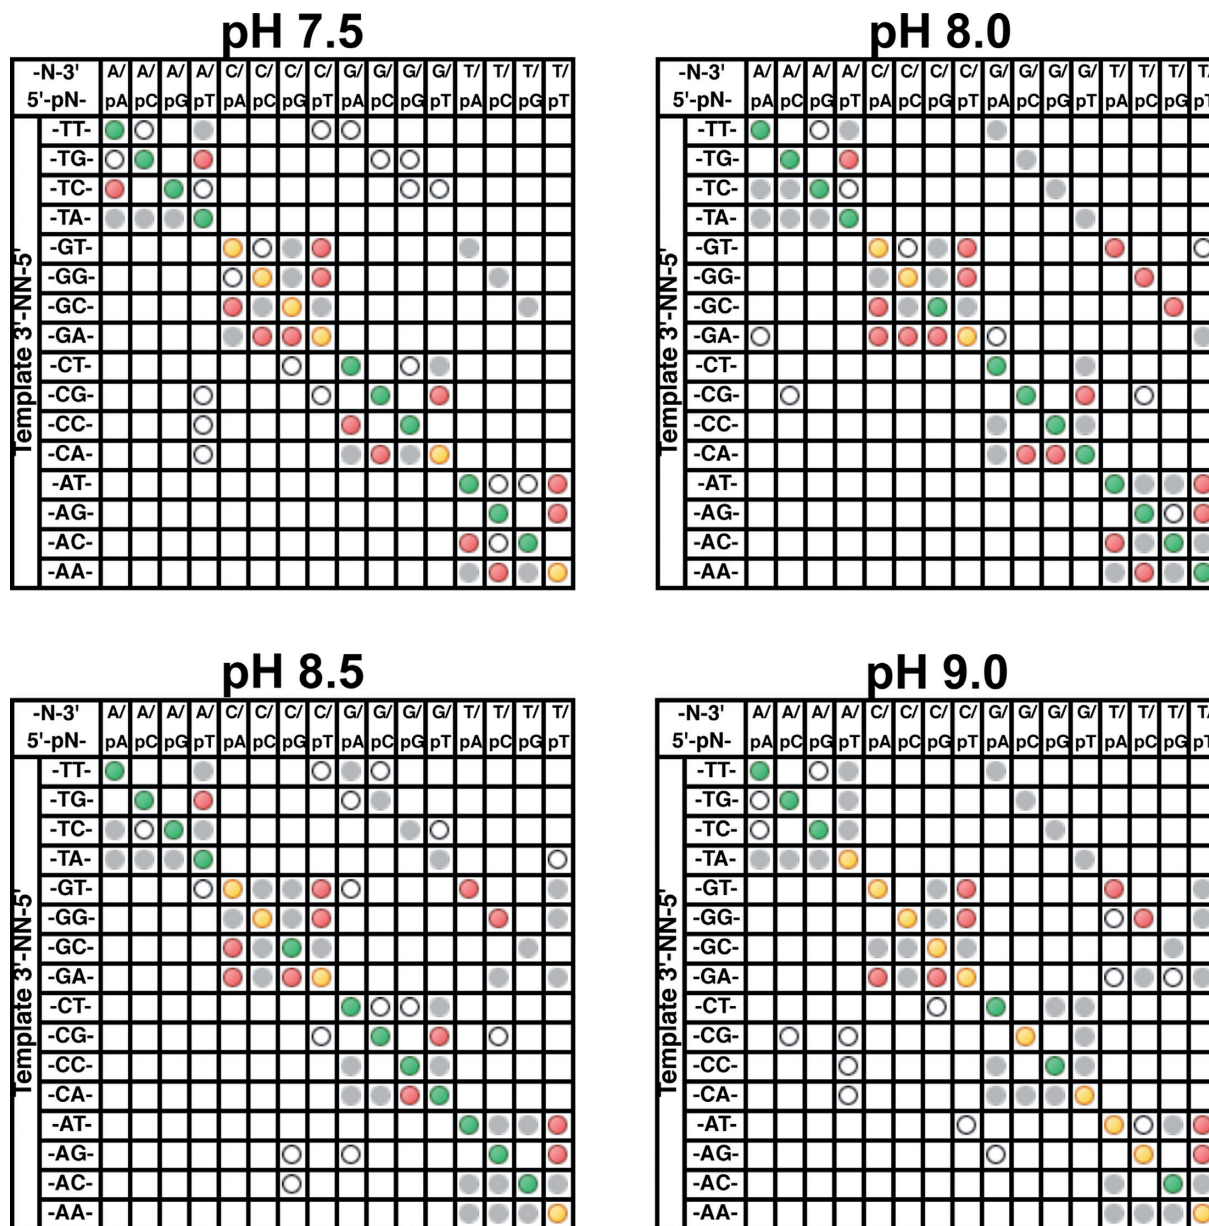 pH 7.5
-N-3' A/ A/ A/ A/ C/ C/ C/ C/ G/ G/ G/ G/ T/ T/ T/ T/
5'-pN- pA pC pG pT pA pC pG pT pA pC pG pT pA pC pG pT
Template 3'-NN-5'
-TT-
-TG-
-TC-
-TA-
-GT-
-GG-
-GC-
-GA-
-CT-
-CG-
-CC-
-CA-
-AT-
-AG-
-AC-
-AA-
pH 8.0
-N-3' A/ A/ A/ A/ C/ C/ C/ C/ G/ G/ G/ G/ T/ T/ T/
5'-pN- pA pC pG pT pA pC pG pT pA pC pG pT pA pC pG
Template 3'-NN-5'
-TT-
-TG-
-TC-
-TA-
-GT-
-GG-
-GC-
-GA-
-CT-
-CG-
-CC-
-CA-
-AT-
-AG-
-AC-
-AA-
pH 8.5
-N-3' A/ A/ A/ A/ C/ C/ C/ C/ G/ G/ G/ G/ T/ T/ T/ T/
5'-pN- pA pC pG pT pA pC pG pT pA pC pG pT pA pC pG pT
Template 3'-NN-5'
-TT-
-TG-
-TC-
-TA-
-GT-
-GG-
-GC-
-GA-
-CT-
-CG-
-CC-
-CA-
-AT-
-AG-
-AC-
-AA-
pH 9.0
-N-3' A/ A/ A/ A/ C/ C/ C/ C/ G/ G/ G/ G/ T/ T/ T/
5'-pN- pA pC pG pT pA pC pG pT pA pC pG pT pA pC pG
Template 3'-NN-5'
-TT-
-TG-
-TC-
-TA-
-GT-
-GG-
-GC-
-GA-
-CT-
-CG-
-CC-
-CA-
-AT-
-AG-
-AC-
-AA-